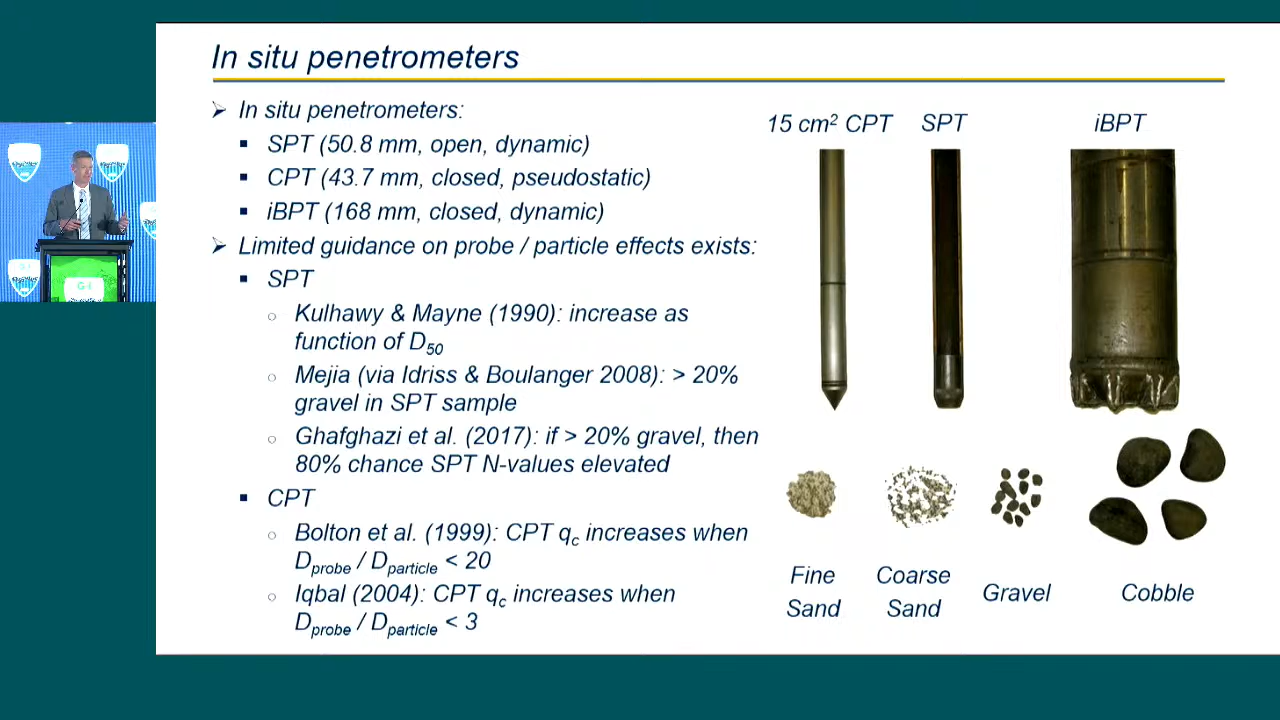 In situ penetrometers
In situ penetrometers:
SPT (50.8 mm, open, dynamic)
CPT (43.7 mm, closed, pseudostatic)
iBPT (168 mm, closed, dynamic)
Limited guidance on probe / particle effects exists:
SPT
Kulhawy & Mayne (1990): increase as
function of D50
Mejia (via Idriss & Boulanger 2008): > 20%
gravel in SPT sample
Ghafghazi et al. (2017): if > 20% gravel, then
80% chance SPT N-values elevated
CPT
Bolton et al. (1999): CPT qc increases when
Dprobe / Dparticle < 20
Iqbal (2004): CPT qc increases when
Dprobe / Dparticle < 3
15 cm² CPT SPT iBPT
Fine Coarse Gravel Cobble
Sand Sand